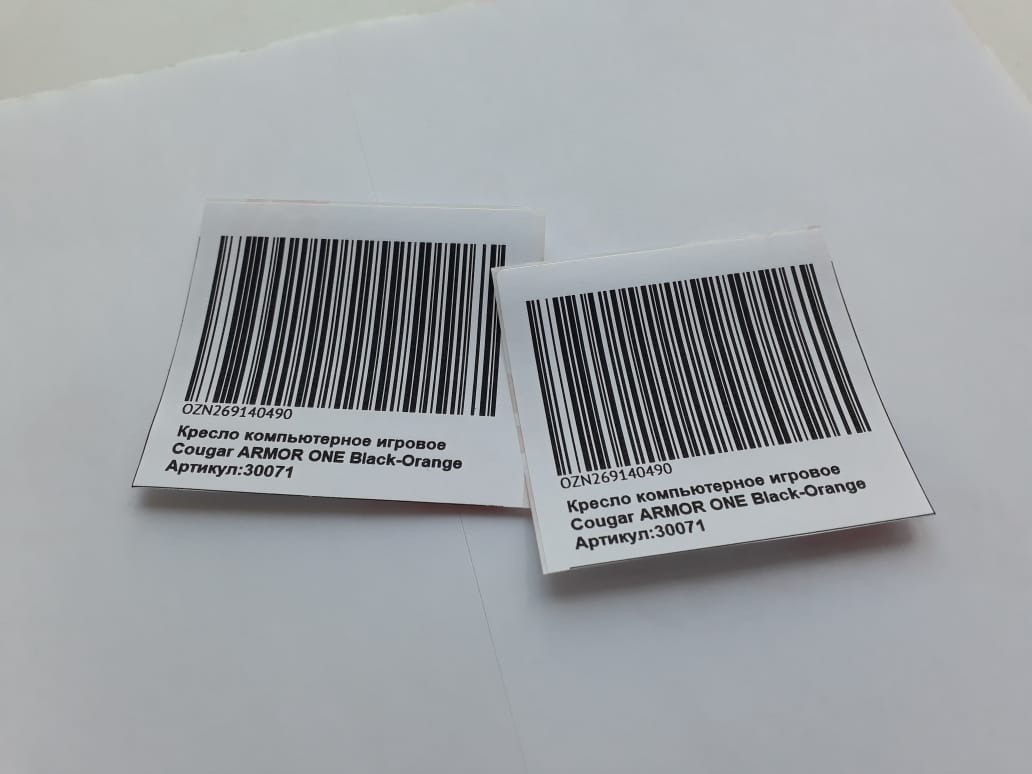 OZN269140490
Кресло компьютерное игровое
Cougar ARMOR ONE Black-Orange
Артикул:30071
OZN269140490
Кресло компьютерное игровое
Cougar ARMOR ONE Black-Orange
Артикул:30071